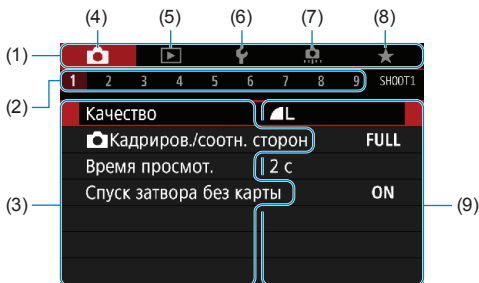 (4) (5) (6) (7) (8)
(1)
(2) 1 2 3 4 5 6 7 8 9 SHOOT1
Качество L
Кадриров./соотн. сторон FULL
Время просмот. 2 с
(3) Спуск затвора без карты ON (9)